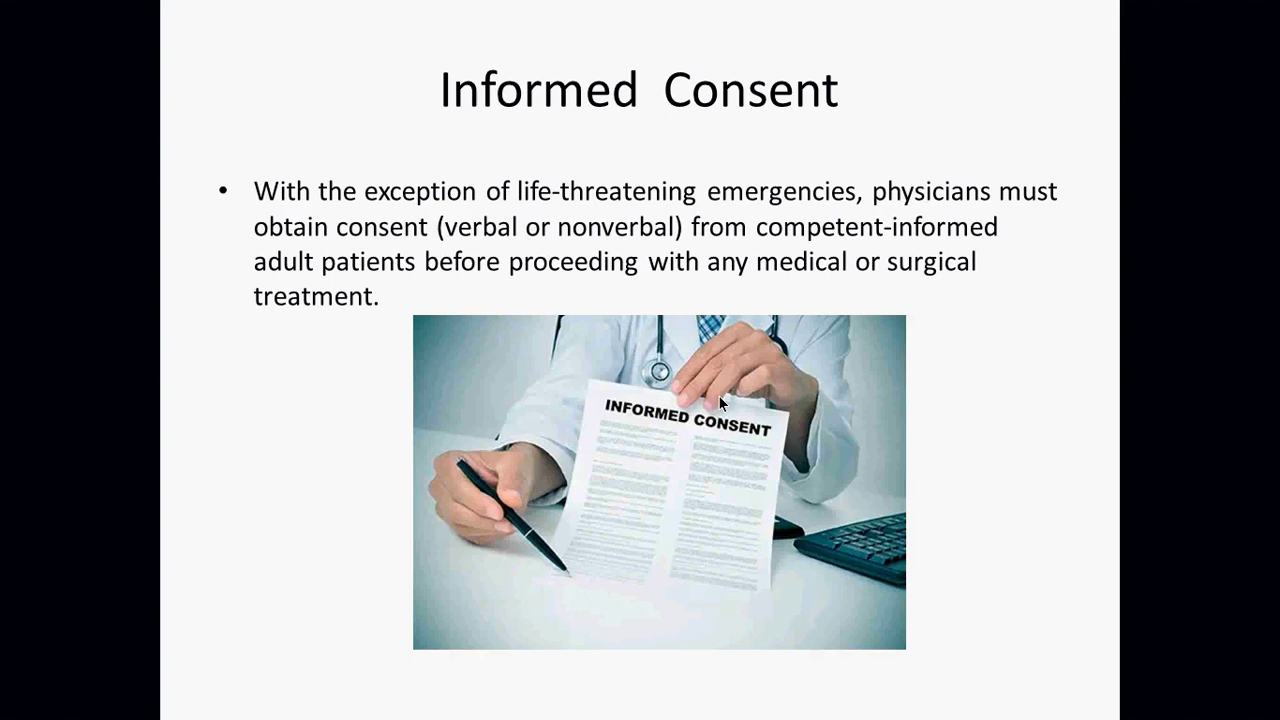 Informed Consent
• With the exception of life-threatening emergencies, physicians must
obtain consent (verbal or nonverbal) from competent-informed
adult patients before proceeding with any medical or surgical
treatment.
INFORMED CONSENT